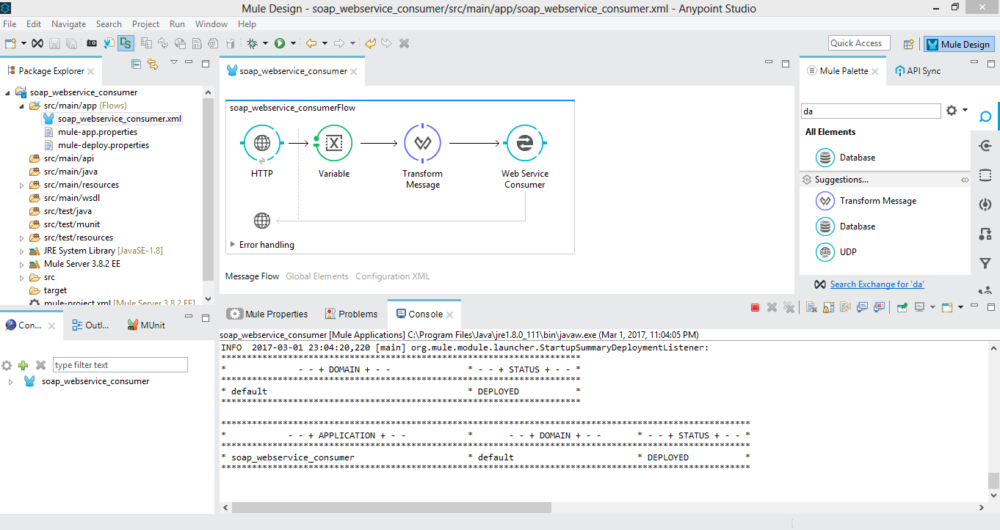 Mule Design - soap_webservice_consumer/src/main/app/soap_webservice_consumer.xml - Anypoint Studio
File Edit Navigate Search Project Run Window Help
Quick Access
Mule Design
Package Explorer
soap_webservice_consumer
src/main/app (Flows)
soap_webservice_consumer.xml
mule-app.properties
mule-deploy.properties
src/main/api
src/main/java
src/main/resources
src/main/wsdl
src/test/java
src/test/munit
src/test/resources
JRE System Library [JavaSE-1.8]
Mule Server 3.8.2 EE
src
target
mule-project.xml [Mule Server 3.8.2 EE]
Con...
Outl...
MUnit
type filter text
soap_webservice_consumer
soap_webservice_consumer
soap_webservice_consumerFlow
HTTP
Variable
Transform
Message
Web Service
Consumer
Error handling
Message Flow Global Elements Configuration XML
Mule Palette
API Sync
da
All Elements
Database
Suggestions...
Transform Message
Database
UDP
Search Exchange for 'da'
Mule Properties
Problems
Console
soap_webservice_consumer [Mule Applications] C:\Program Files\Java\jre1.8.0_111\bin\javaw.exe (Mar 1, 2017, 11:04:05 PM)
INFO  2017-03-01 23:04:20,220 [main] org.mule.module.launcher.StartupSummaryDeploymentListener:
**********************************************************************
*              - - + DOMAIN + - -               * - - + STATUS + - - *
**********************************************************************
* default                                       * DEPLOYED           *
**********************************************************************
*******************************************************************************************************
*            - - + APPLICATION + - -            *       - - + DOMAIN + - -       * - - + STATUS + - - *
*******************************************************************************************************
* soap_webservice_consumer                      * default                        * DEPLOYED           *
*******************************************************************************************************